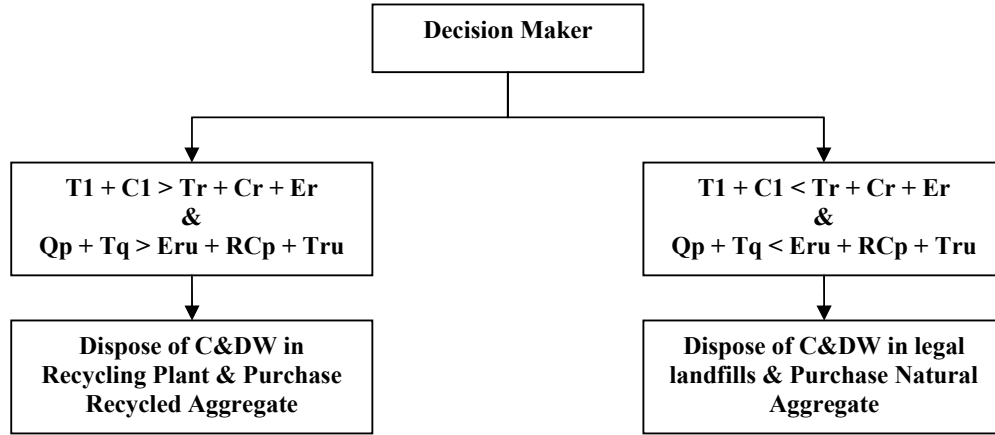 Decision Maker
T1 + C1 > Tr + Cr + Er
&
Qp + Tq > Eru + RCp + Tru
T1 + C1 < Tr + Cr + Er
&
Qp + Tq < Eru + RCp + Tru
Dispose of C&DW in
Recycling Plant & Purchase
Recycled Aggregate
Dispose of C&DW in legal
landfills & Purchase Natural
Aggregate